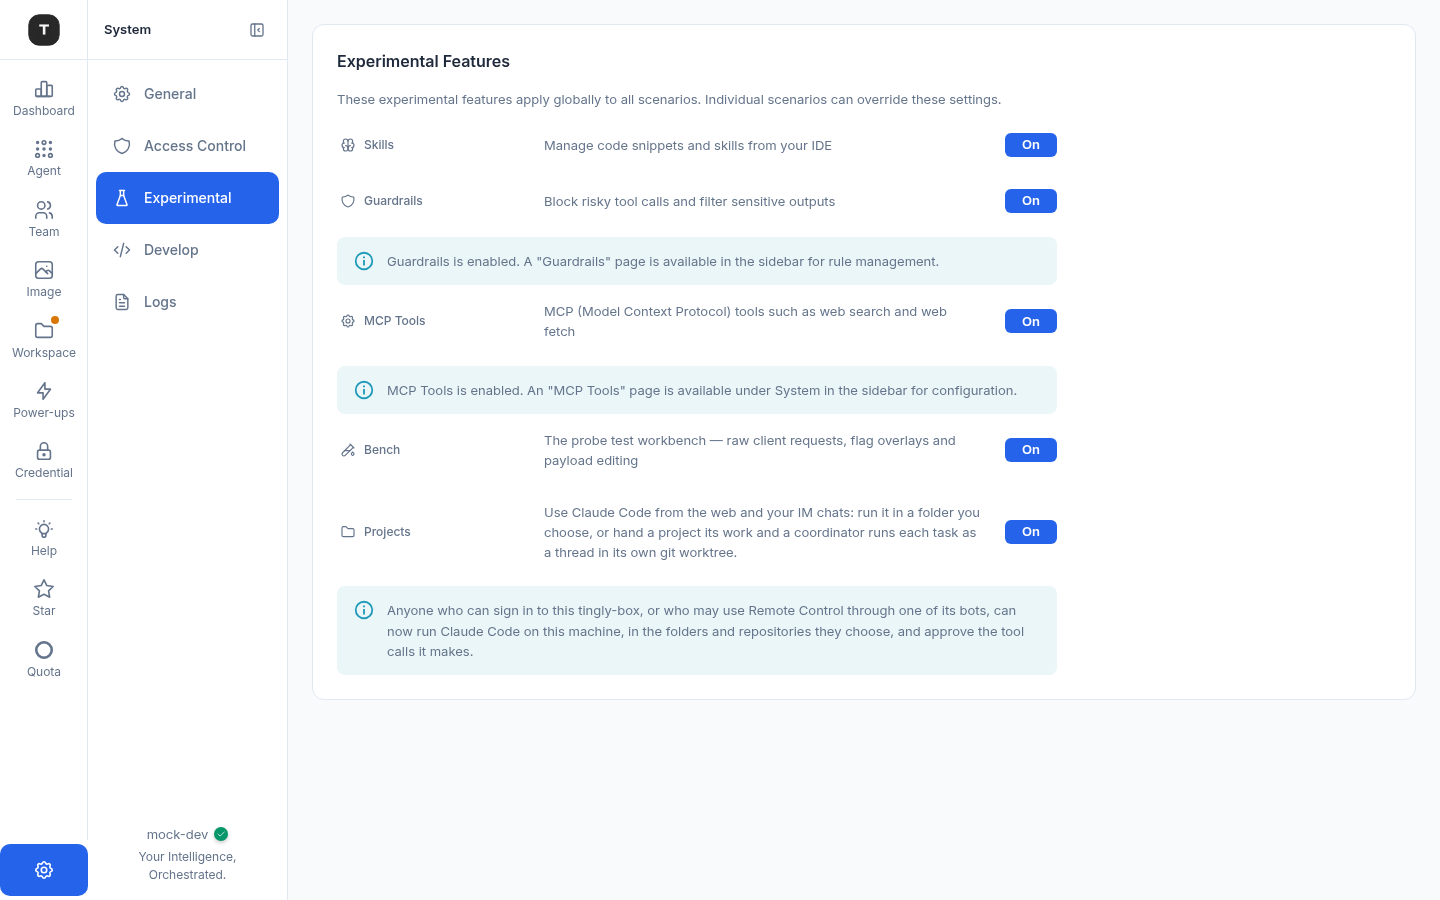 T
System
Dashboard
Agent
Team
Image
Workspace
Power-ups
Credential
Help
Star
Quota
General
Access Control
Experimental
Develop
Logs
mock-dev
Your Intelligence,
Orchestrated.
Experimental Features
These experimental features apply globally to all scenarios. Individual scenarios can override these settings.
Skills
Manage code snippets and skills from your IDE
On
Guardrails
Block risky tool calls and filter sensitive outputs
On
Guardrails is enabled. A "Guardrails" page is available in the sidebar for rule management.
MCP Tools
MCP (Model Context Protocol) tools such as web search and web
fetch
On
MCP Tools is enabled. An "MCP Tools" page is available under System in the sidebar for configuration.
Bench
The probe test workbench — raw client requests, flag overlays and
payload editing
On
Projects
Use Claude Code from the web and your IM chats: run it in a folder you
choose, or hand a project its work and a coordinator runs each task as
a thread in its own git worktree.
On
Anyone who can sign in to this tingly-box, or who may use Remote Control through one of its bots, can
now run Claude Code on this machine, in the folders and repositories they choose, and approve the tool
calls it makes.